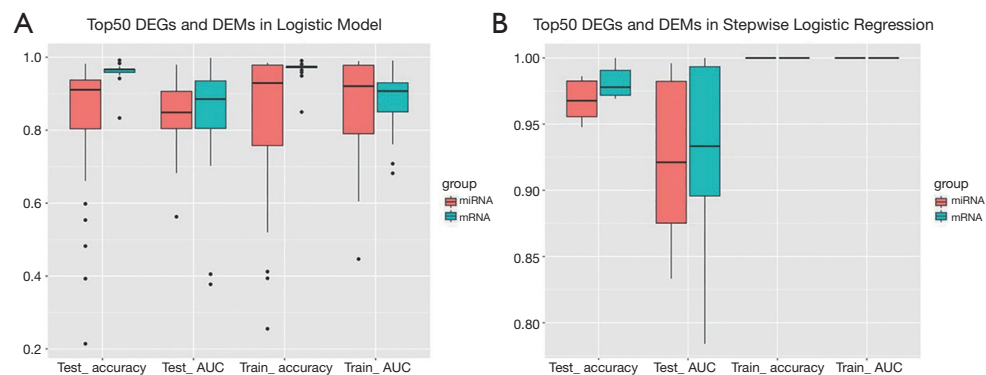 A
Top50 DEGs and DEMs in Logistic Model
1.0
0.8
0.6
0.4
0.2
Test_ accuracy Test_ AUC Train_ accuracy Train_ AUC
group
miRNA
mRNA
B
Top50 DEGs and DEMs in Stepwise Logistic Regression
1.00
0.95
0.90
0.85
0.80
Test_ accuracy Test_ AUC Train_ accuracy Train_ AUC
group
miRNA
mRNA